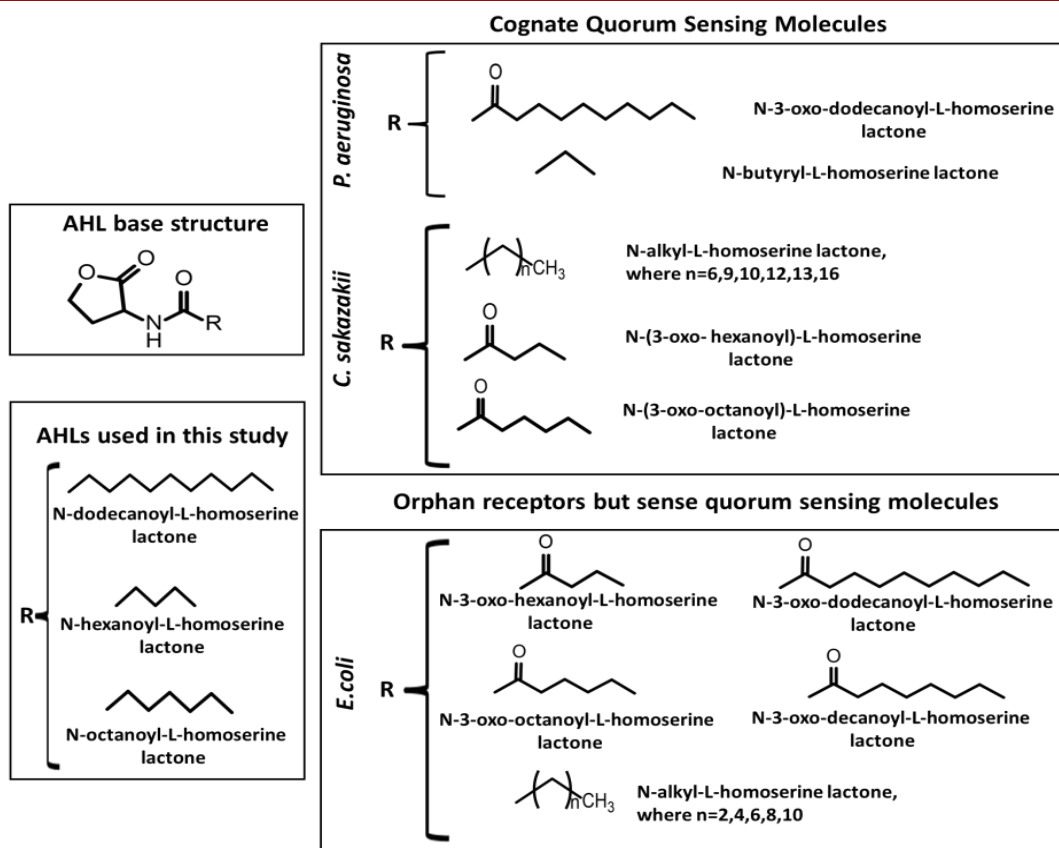 Cognate Quorum Sensing Molecules
P. aeruginosa
R
O
N-3-oxo-dodecanoyl-L-homoserine
lactone
N-butyryl-L-homoserine lactone
AHL base structure
O
O
O
N
H
R
C. sakazakii
R
nCH3
N-alkyl-L-homoserine lactone,
where n=6,9,10,12,13,16
O
N-(3-oxo- hexanoyl)-L-homoserine
lactone
O
N-(3-oxo-octanoyl)-L-homoserine
lactone
AHLs used in this study
R
N-dodecanoyl-L-homoserine
lactone
N-hexanoyl-L-homoserine
lactone
N-octanoyl-L-homoserine
lactone
Orphan receptors but sense quorum sensing molecules
E.coli
R
O
N-3-oxo-hexanoyl-L-homoserine
lactone
O
N-3-oxo-dodecanoyl-L-homoserine
lactone
O
N-3-oxo-octanoyl-L-homoserine
lactone
O
N-3-oxo-decanoyl-L-homoserine
lactone
nCH3
N-alkyl-L-homoserine lactone,
where n=2,4,6,8,10